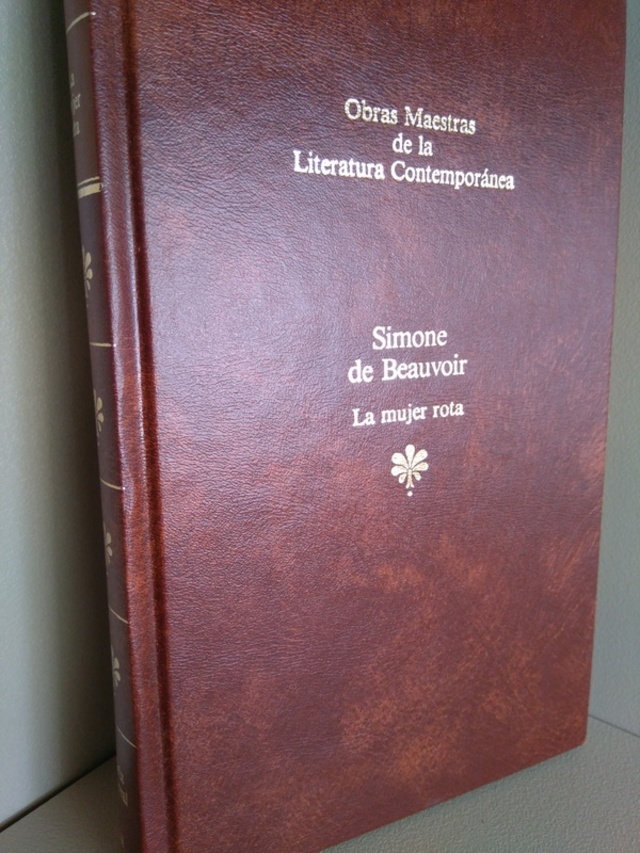 Obras Maestras
de la
Literatura Contemporánea
Simone
de Beauvoir
La mujer rota